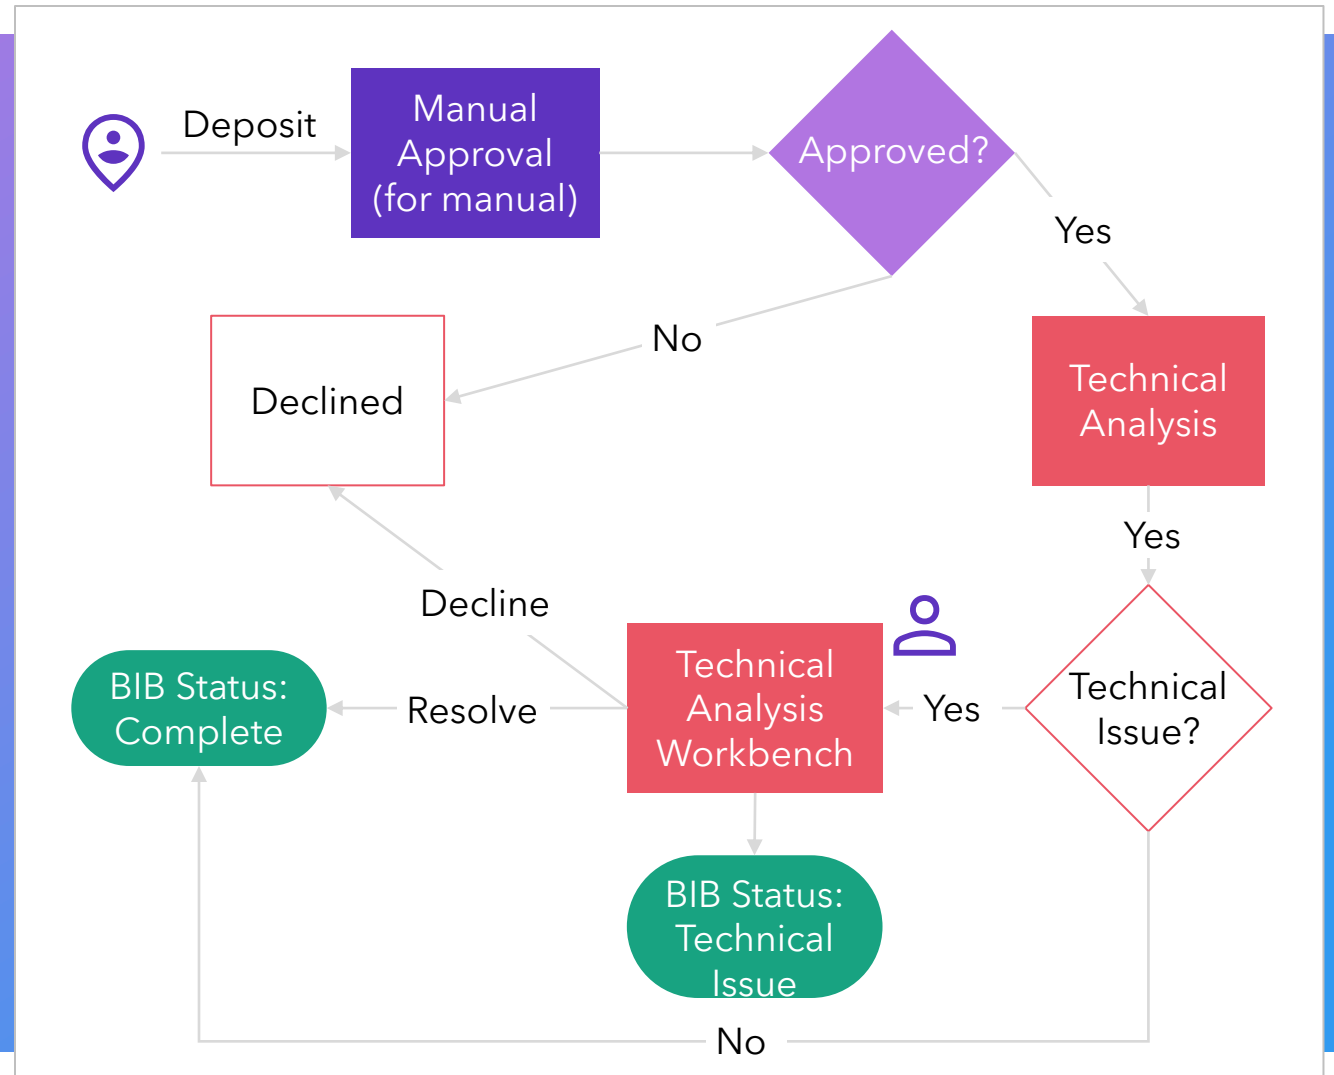 Deposit
Manual
Approval
(for manual)
Approved?
Yes
No
Declined
Technical
Analysis
Yes
Decline
Technical
Analysis
Workbench
Yes
Technical
Issue?
BIB Status:
Complete
Resolve
BIB Status:
Technical
Issue
No